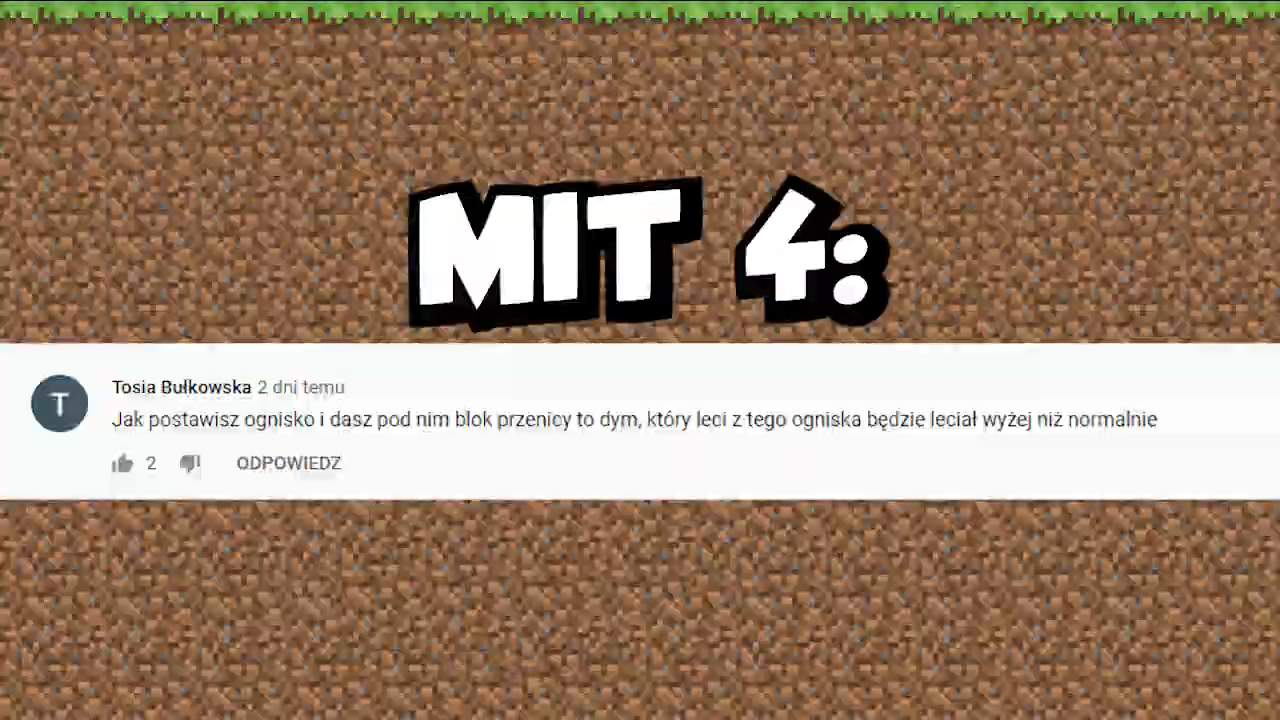 MIT 4:
Tosia Bułkowska 2 dni temu
Jak postawisz ognisko i dasz pod nim blok przenicy to dym, który leci z tego ogniska będzie leciał wyżej niż normalnie
2 ODPOWIEDZ